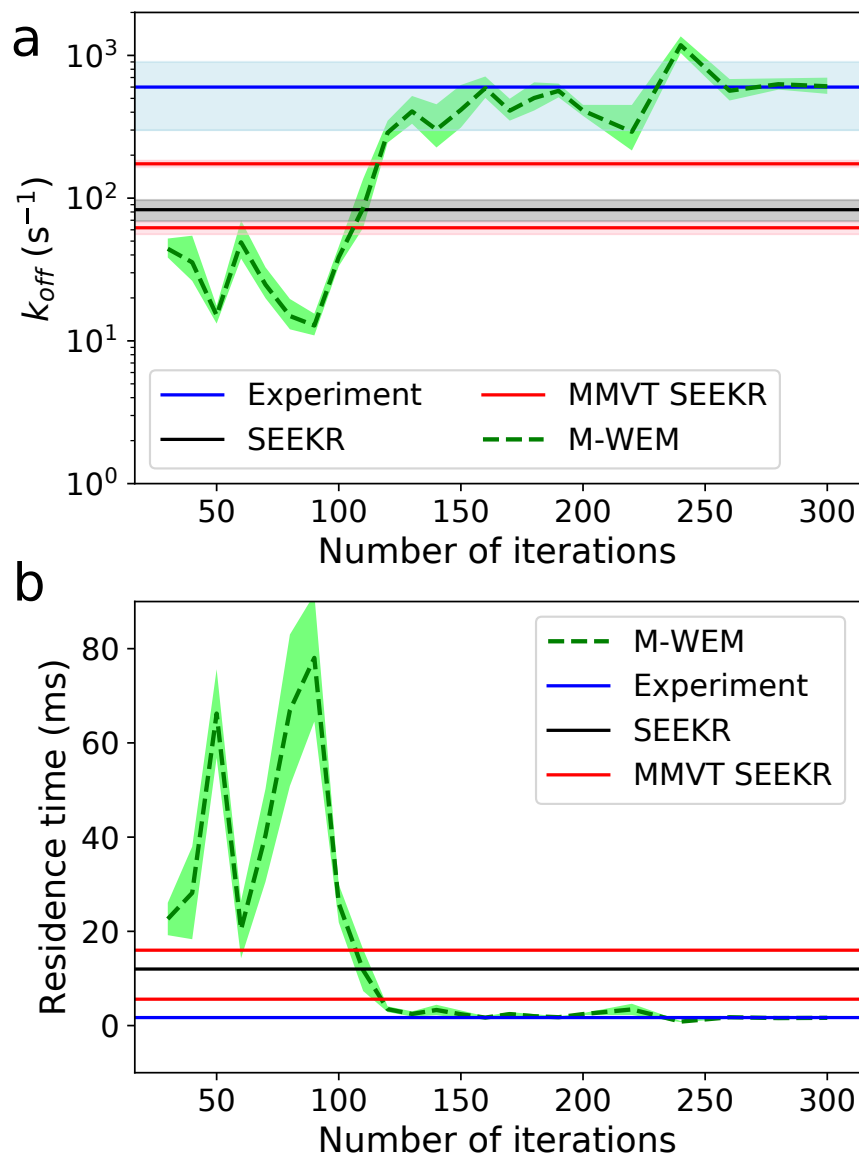 a
10³
10²
10¹
10⁰
k_off (s⁻¹)
Experiment
SEEKR
MMVT SEEKR
M-WEM
50 100 150 200 250 300
Number of iterations
b
80
60
40
20
0
Residence time (ms)
M-WEM
Experiment
SEEKR
MMVT SEEKR
50 100 150 200 250 300
Number of iterations